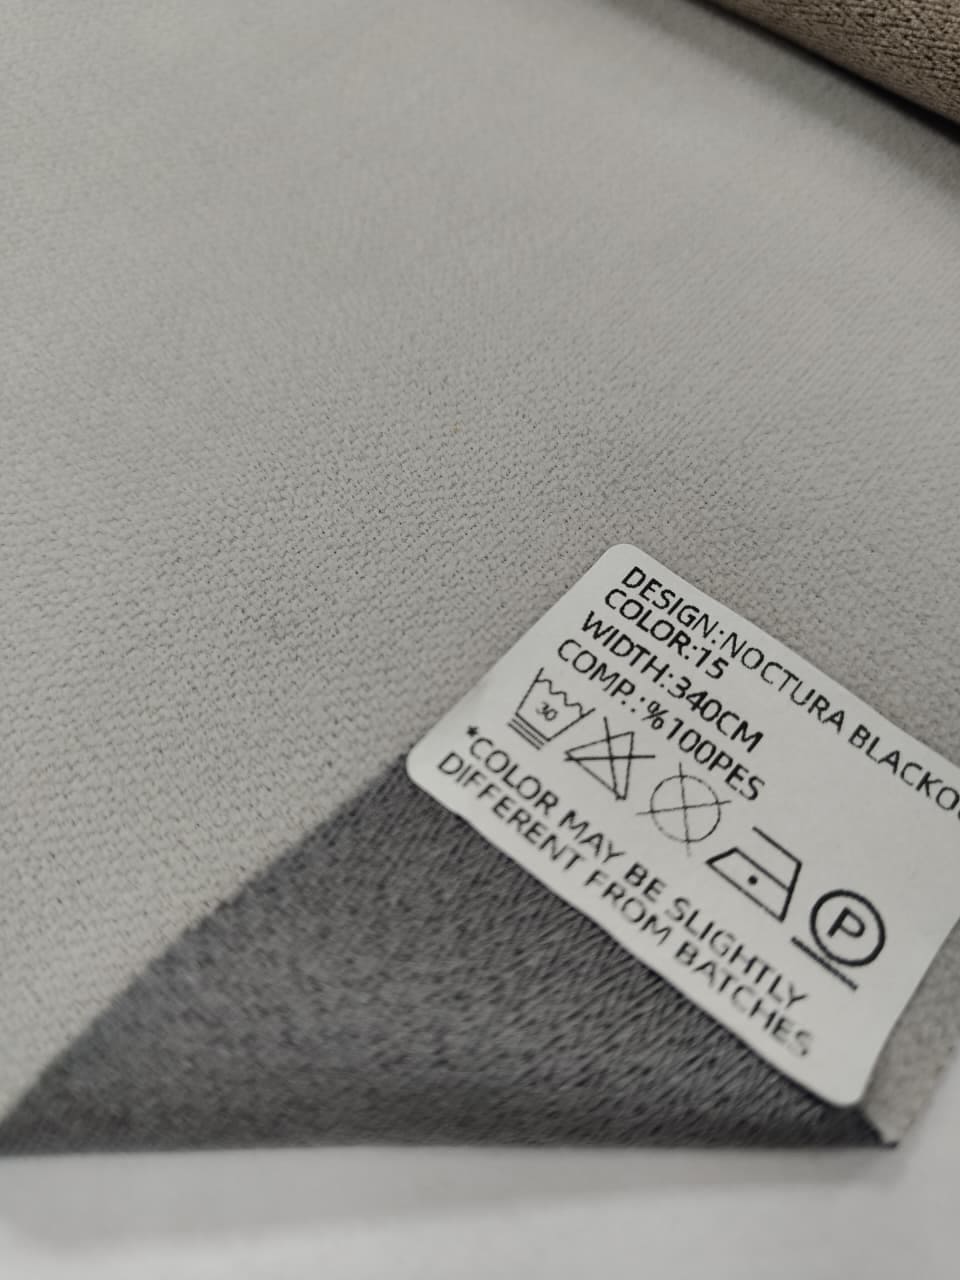 DESIGN:NOCTURA BLACKO
COLOR:15
WIDTH:340CM
COMP.:%100PES
30
P
*COLOR MAY BE SLIGHTLY
DIFFERENT FROM BATCHES